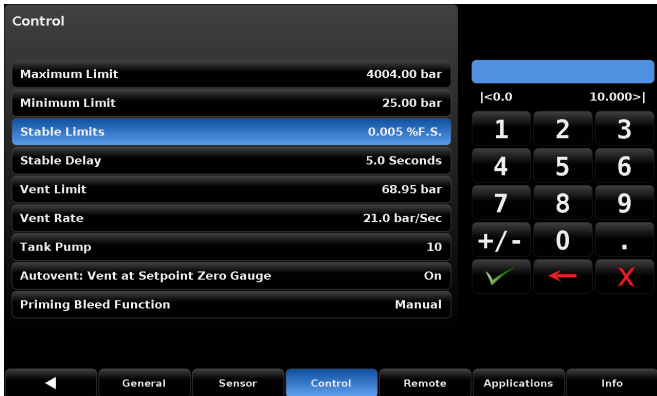 Control
Maximum Limit 4004.00 bar
Minimum Limit 25.00 bar
Stable Limits 0.005 %F.S.
Stable Delay 5.0 Seconds
Vent Limit 68.95 bar
Vent Rate 21.0 bar/Sec
Tank Pump 10
Autovent: Vent at Setpoint Zero Gauge On
Priming Bleed Function Manual
|<0.0 10.000>|
1 2 3
4 5 6
7 8 9
+/- 0 .
X
General Sensor Control Remote Applications Info